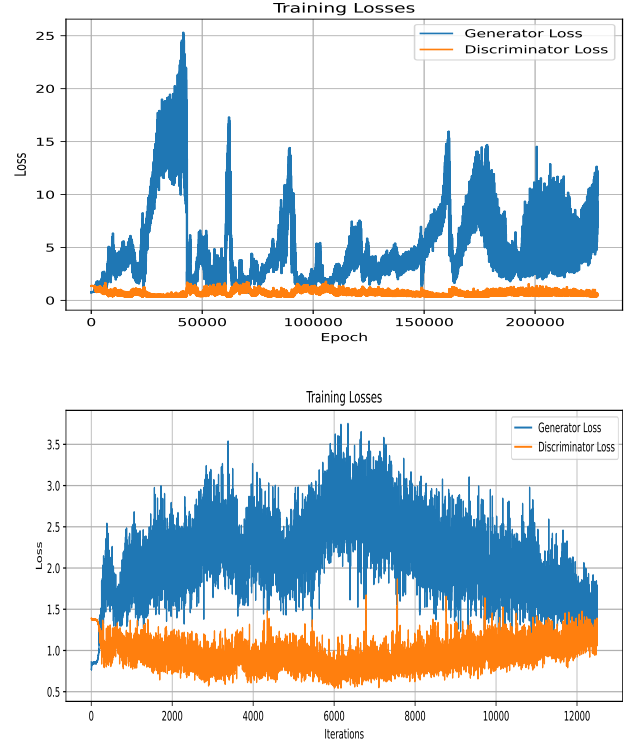 Training Losses
Generator Loss
Discriminator Loss
25
20
15
10
5
0
Loss
0 50000 100000 150000 200000
Epoch
Training Losses
Generator Loss
Discriminator Loss
3.5
3.0
2.5
2.0
1.5
1.0
0.5
Loss
0 2000 4000 6000 8000 10000 12000
Iterations